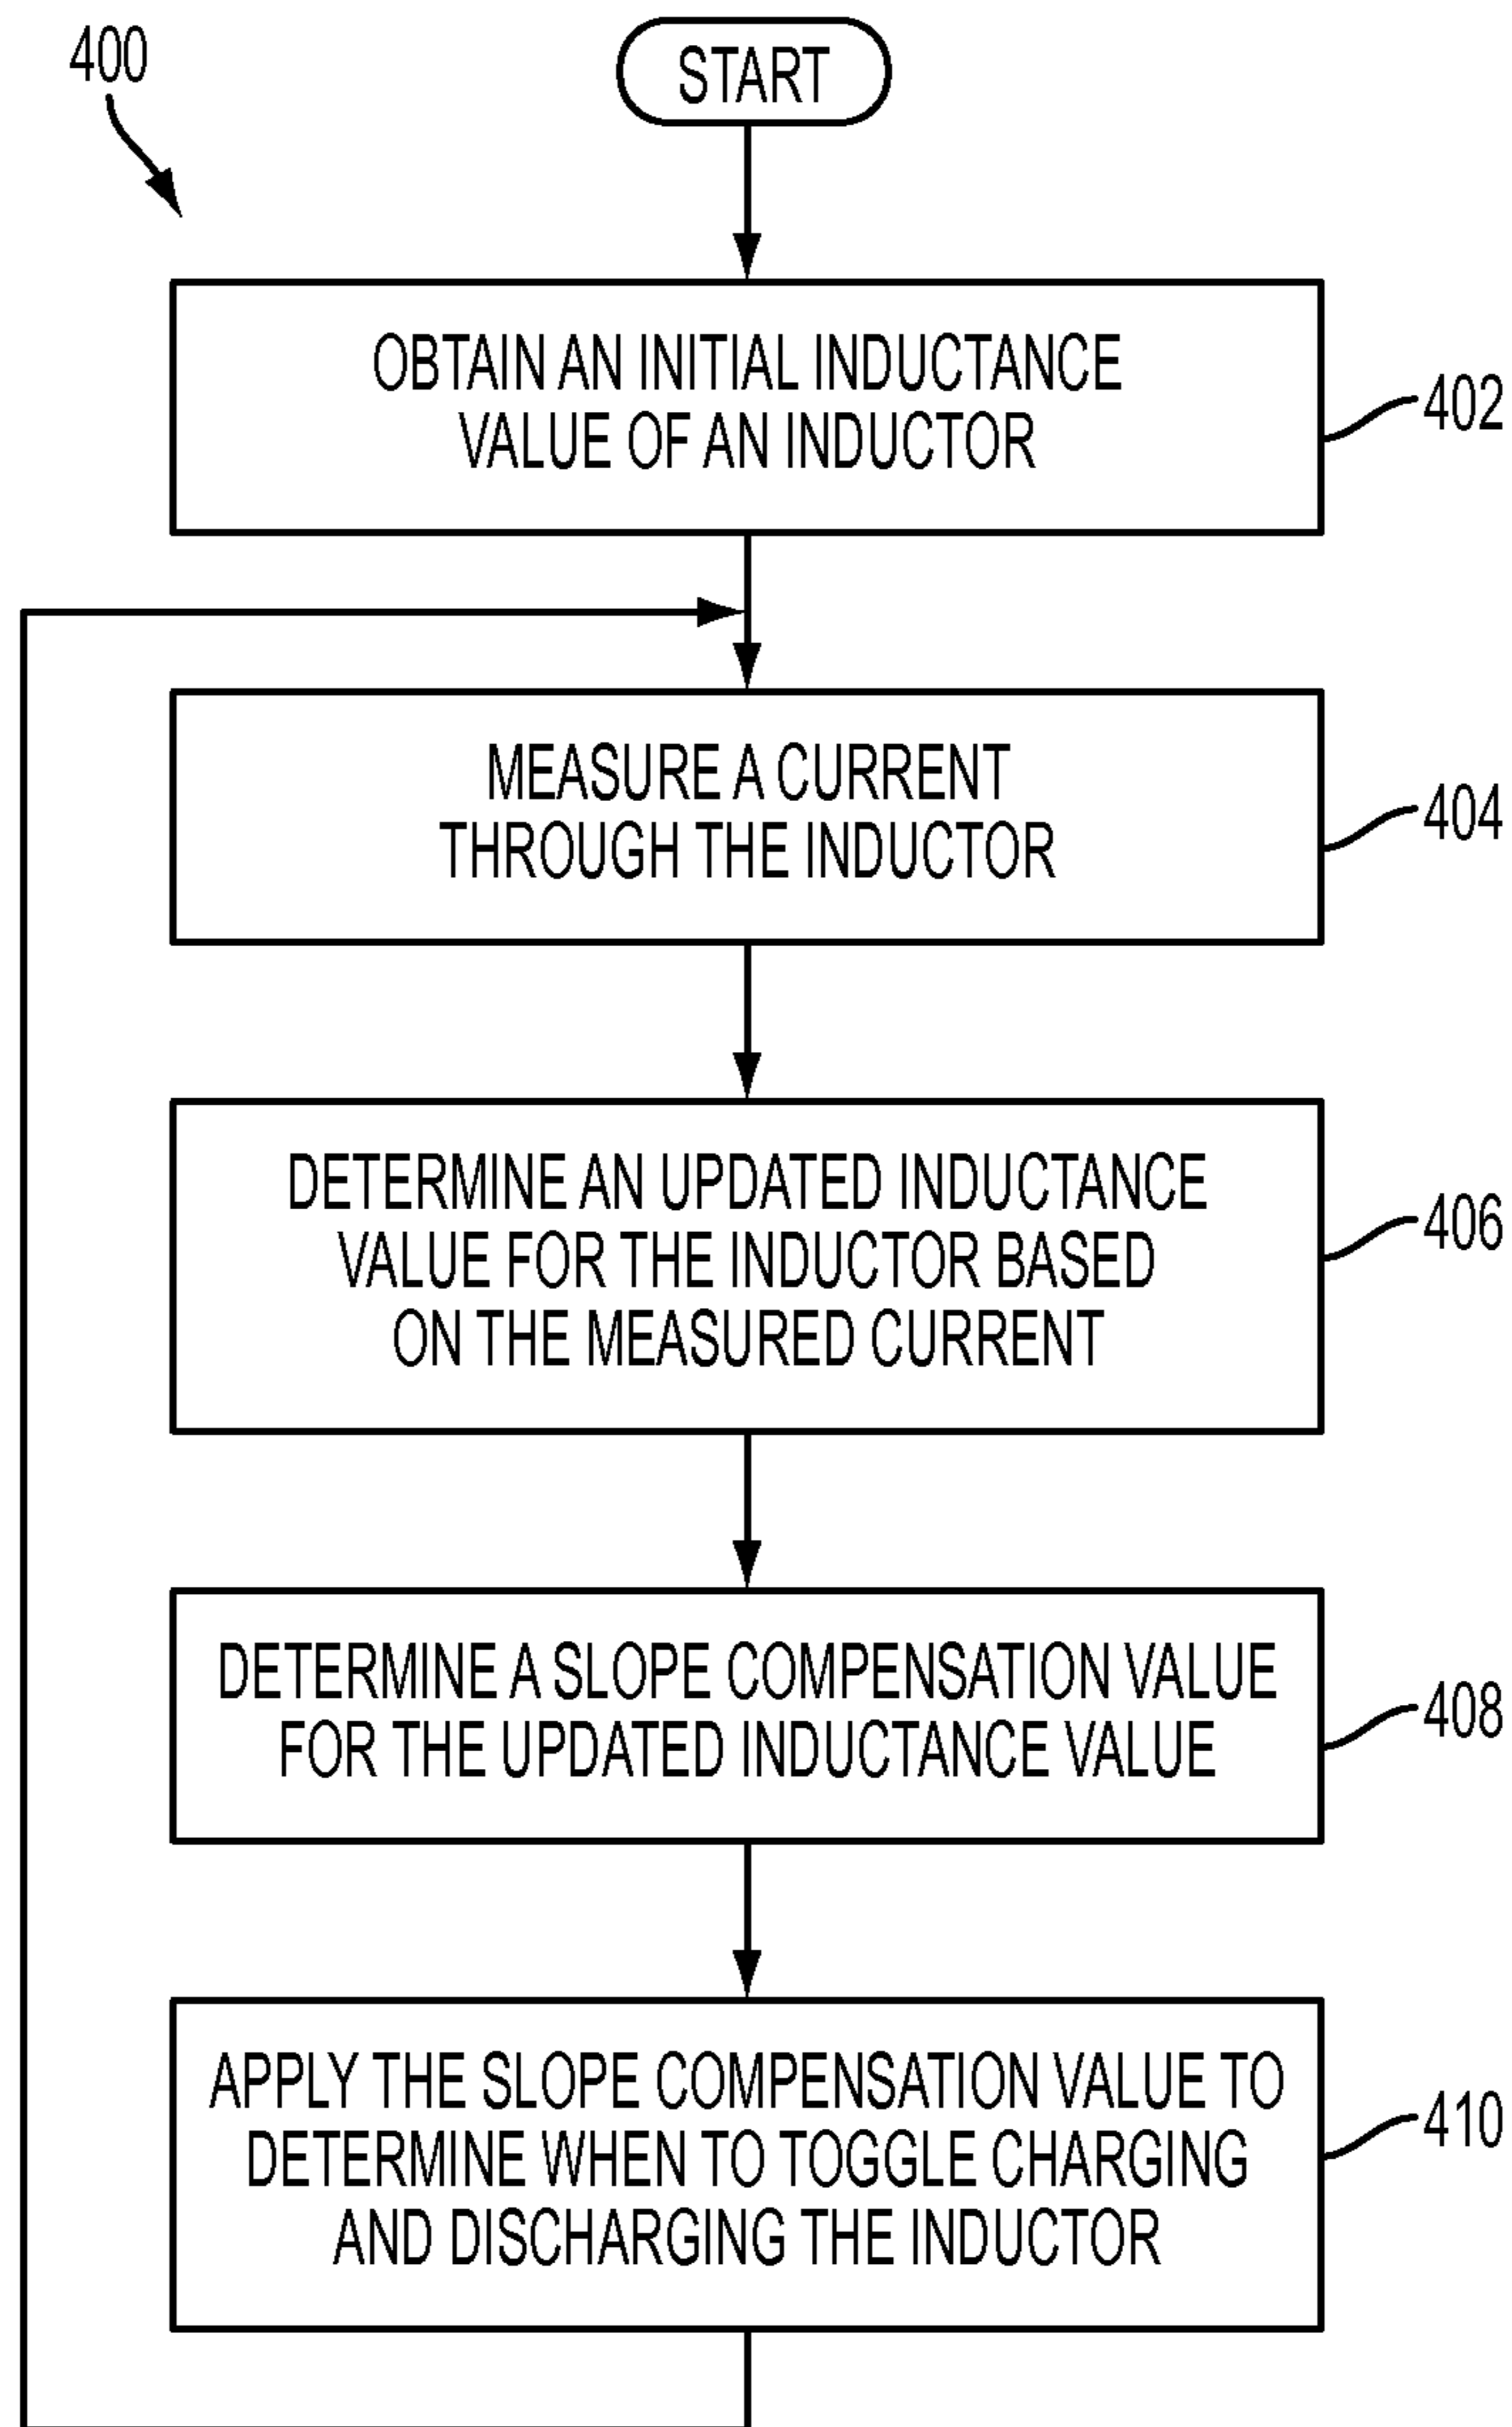 400
START
OBTAIN AN INITIAL INDUCTANCE
VALUE OF AN INDUCTOR
402
MEASURE A CURRENT
THROUGH THE INDUCTOR
404
DETERMINE AN UPDATED INDUCTANCE
VALUE FOR THE INDUCTOR BASED
ON THE MEASURED CURRENT
406
DETERMINE A SLOPE COMPENSATION VALUE
FOR THE UPDATED INDUCTANCE VALUE
408
APPLY THE SLOPE COMPENSATION VALUE TO
DETERMINE WHEN TO TOGGLE CHARGING
AND DISCHARGING THE INDUCTOR
410